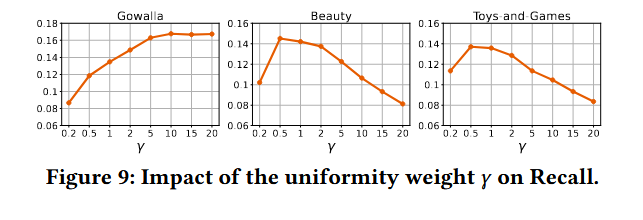 Gowalla
0.18
0.16
0.14
0.12
0.1
0.08
0.06
0.2 0.5 1 2 5 10 15 20
γ
Beauty
0.16
0.14
0.12
0.1
0.08
0.06
0.2 0.5 1 2 5 10 15 20
γ
Toys-and-Games
0.16
0.14
0.12
0.1
0.08
0.06
0.2 0.5 1 2 5 10 15 20
γ
Figure 9: Impact of the uniformity weight γ on Recall.